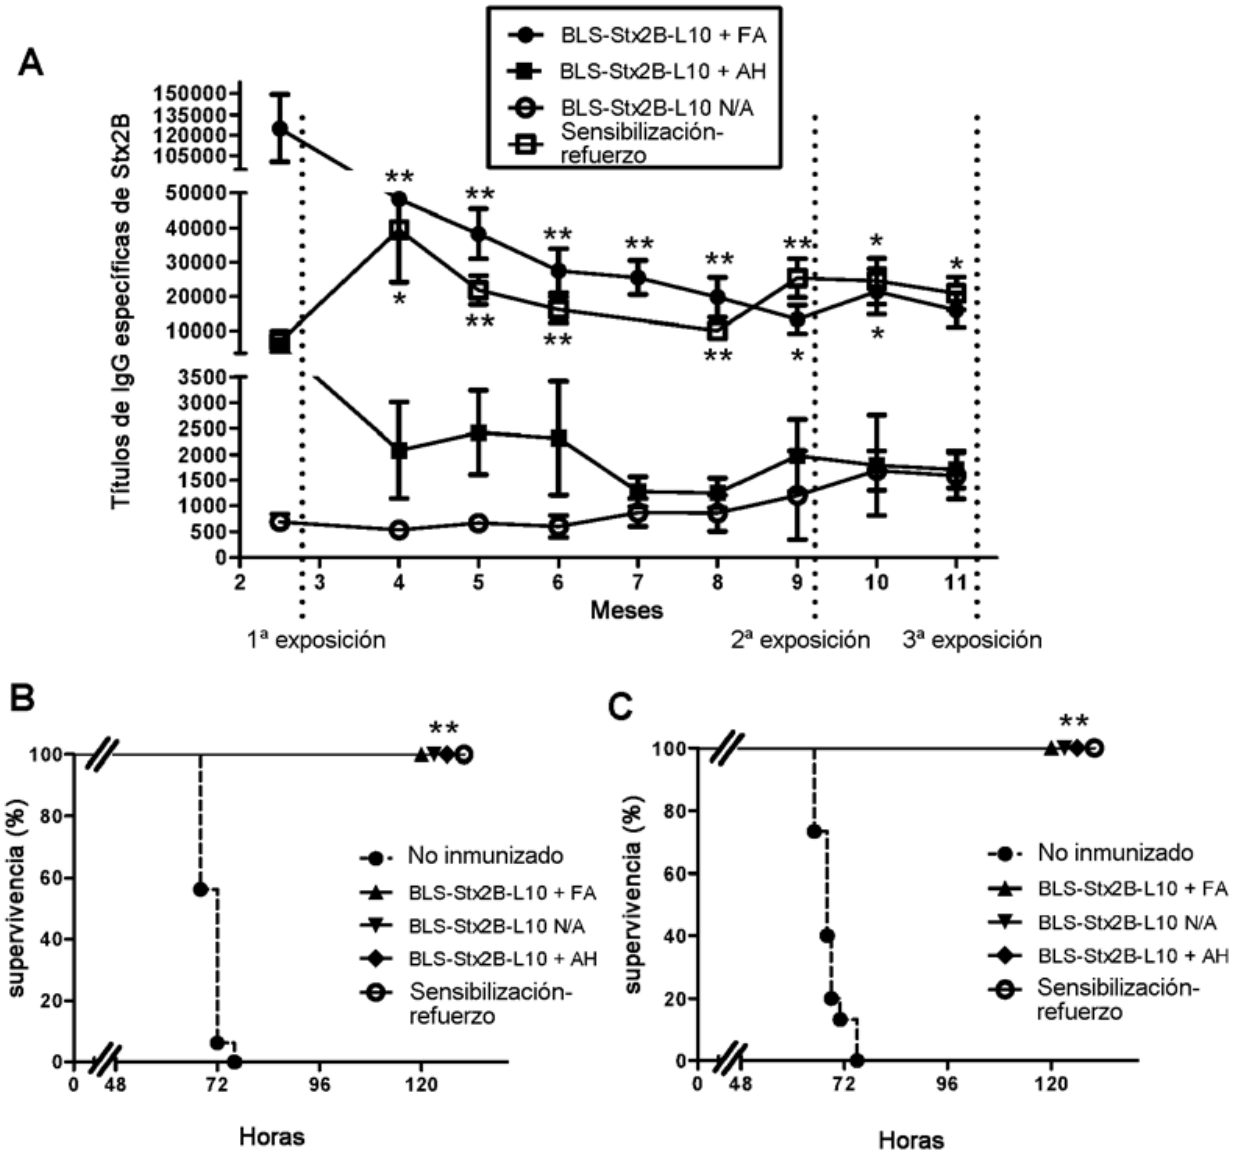 BLS-Stx2B-L10 + FA
BLS-Stx2B-L10 + AH
BLS-Stx2B-L10 N/A
Sensibilización-
refuerzo
A
Títulos de IgG específicas de Stx2B
150000
135000
120000
105000
50000
40000
30000
20000
10000
3500
3000
2500
2000
1500
1000
500
0
** ** ** ** ** ** * *
* ** ** ** * *
2 3 4 5 6 7 8 9 10 11
Meses
1ª exposición 2ª exposición 3ª exposición
B
supervivencia (%)
100
80
60
40
20
0
**
No inmunizado
BLS-Stx2B-L10 + FA
BLS-Stx2B-L10 N/A
BLS-Stx2B-L10 + AH
Sensibilización-
refuerzo
0 48 72 96 120
Horas
C
supervivencia (%)
100
80
60
40
20
0
**
No inmunizado
BLS-Stx2B-L10 + FA
BLS-Stx2B-L10 N/A
BLS-Stx2B-L10 + AH
Sensibilización-
refuerzo
0 48 72 96 120
Horas